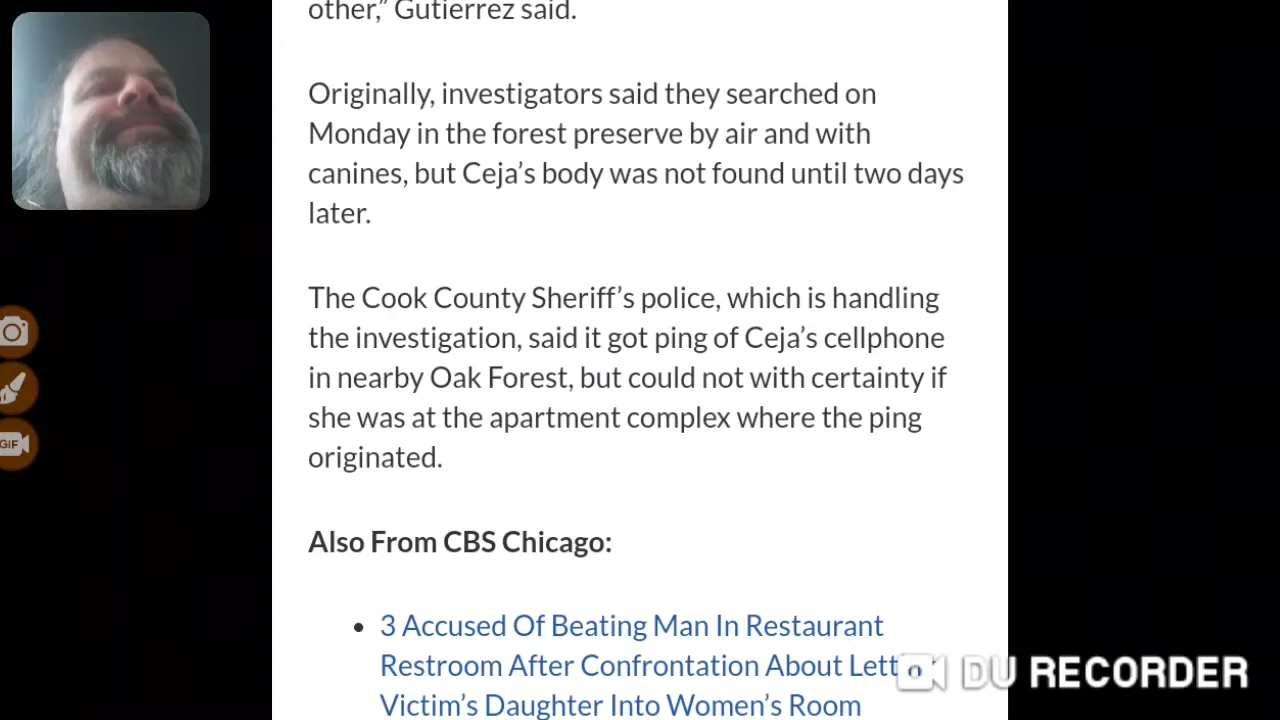 other,” Gutierrez said.
Originally, investigators said they searched on
Monday in the forest preserve by air and with
canines, but Ceja’s body was not found until two days
later.
The Cook County Sheriff’s police, which is handling
the investigation, said it got ping of Ceja’s cellphone
in nearby Oak Forest, but could not with certainty if
she was at the apartment complex where the ping
originated.
Also From CBS Chicago:
• 3 Accused Of Beating Man In Restaurant
Restroom After Confrontation About
Victim’s Daughter Into Women’s Room
GIF
DU RECORDER